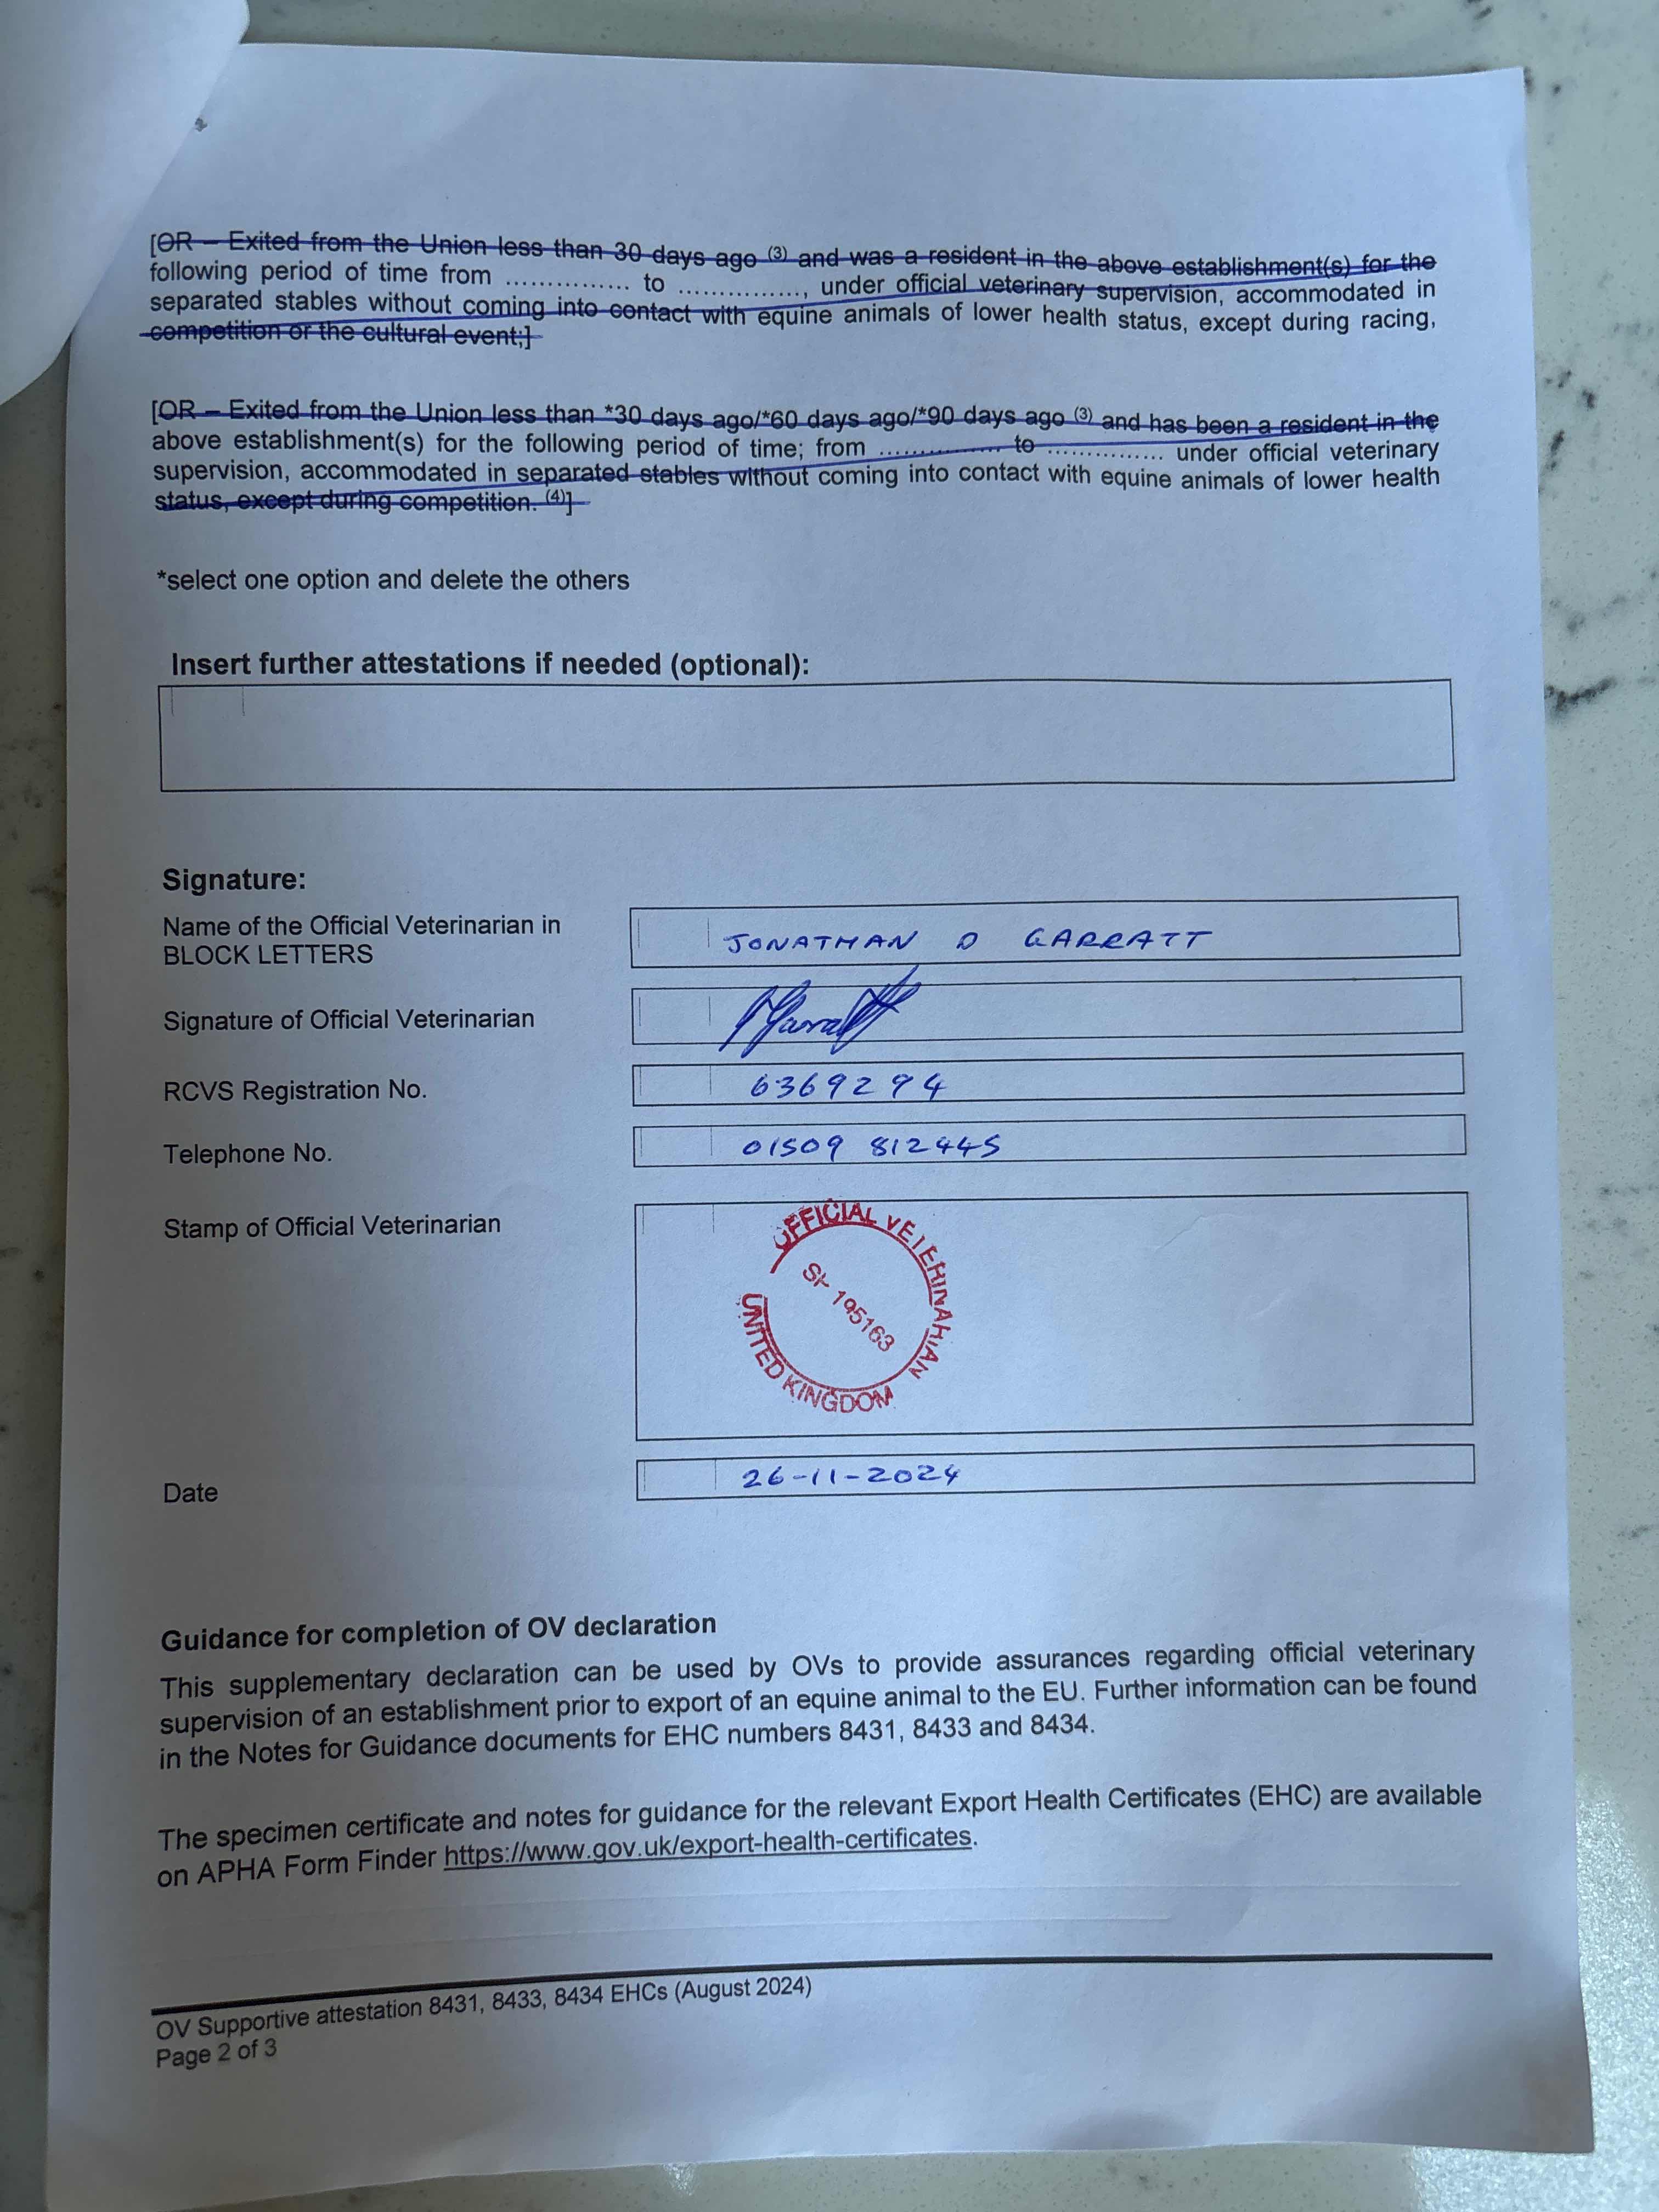 [OR – Exited from the Union less than 30 days ago (3) and was a resident in the above establishment(s) for the
following period of time from ............... to ..............., under official veterinary supervision, accommodated in
separated stables without coming into contact with equine animals of lower health status, except during racing,
competition or the cultural event;]
[OR – Exited from the Union less than *30 days ago/*60 days ago/*90 days ago (3) and has been a resident in the
above establishment(s) for the following period of time; from ............... to ............... under official veterinary
supervision, accommodated in separated stables without coming into contact with equine animals of lower health
status, except during competition. (4)]
*select one option and delete the others
Insert further attestations if needed (optional):
Signature:
Name of the Official Veterinarian in
BLOCK LETTERS
JONATHAN D GARRATT
Signature of Official Veterinarian
Garratt
RCVS Registration No.
6369294
Telephone No.
01509 812445
Stamp of Official Veterinarian
OFFICIAL VETERINARIAN
SP 195163
UNITED KINGDOM
Date
26-11-2024
Guidance for completion of OV declaration
This supplementary declaration can be used by OVs to provide assurances regarding official veterinary
supervision of an establishment prior to export of an equine animal to the EU. Further information can be found
in the Notes for Guidance documents for EHC numbers 8431, 8433 and 8434.
The specimen certificate and notes for guidance for the relevant Export Health Certificates (EHC) are available
on APHA Form Finder https://www.gov.uk/export-health-certificates.
OV Supportive attestation 8431, 8433, 8434 EHCs (August 2024)
Page 2 of 3